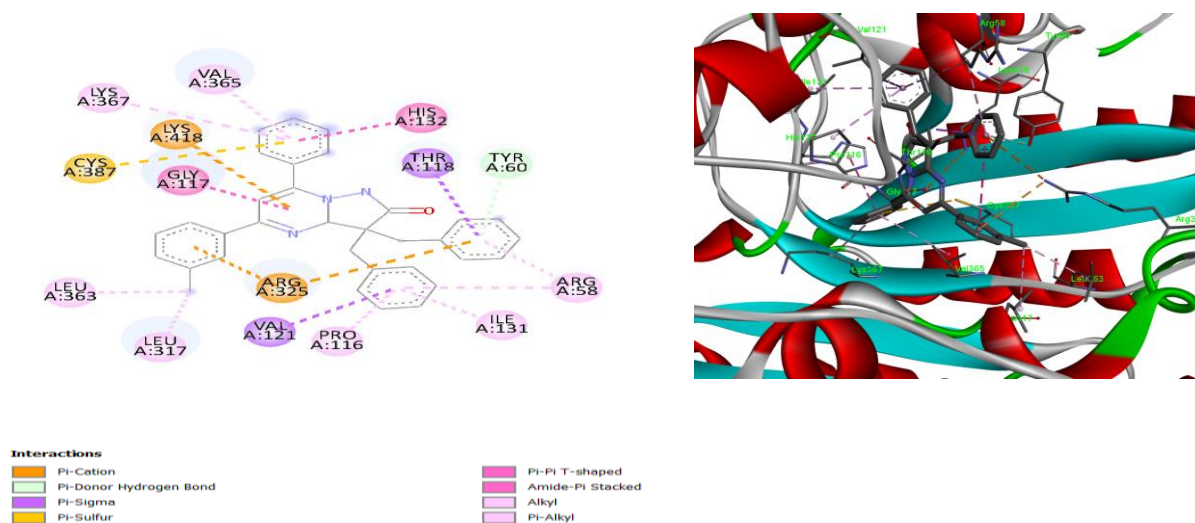 VAL
A:365
LYS
A:367
HIS
A:132
LYS
A:418
CYS
A:387
THR
A:118
TYR
A:60
GLY
A:117
N
N
O
N
LEU
A:363
ARG
A:325
ARG
A:58
VAL
A:121
PRO
A:116
ILE
A:131
LEU
A:317
Arg58
Val121
Lys367
Val365
Interactions
Pi-Cation
Pi-Donor Hydrogen Bond
Pi-Sigma
Pi-Sulfur
Pi-Pi T-shaped
Amide-Pi Stacked
Alkyl
Pi-Alkyl